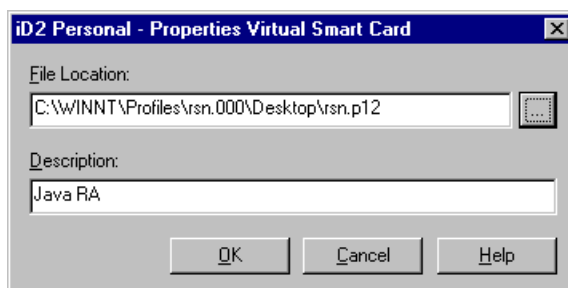 iD2 Personal - Properties Virtual Smart Card
File Location:
C:\WINNT\Profiles\rsn.000\Desktop\rsn.p12
...
Description:
Java RA
OK Cancel Help